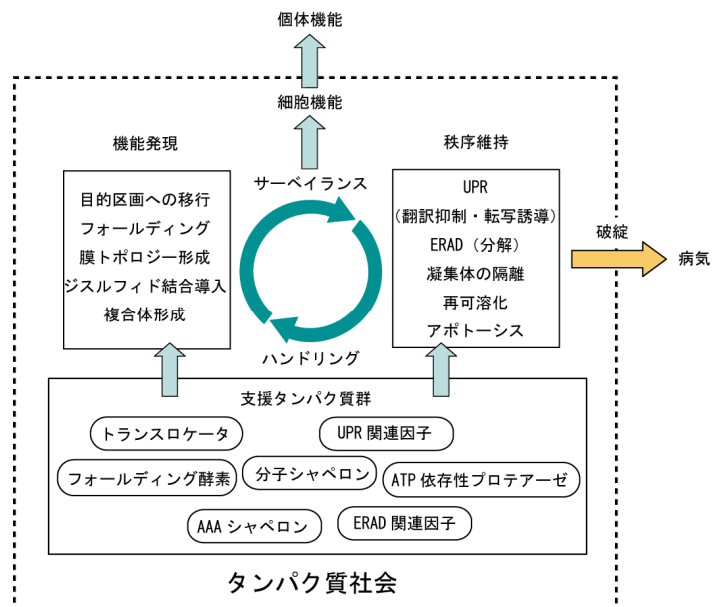 個体機能
細胞機能
機能発現
秩序維持
目的区画への移行
フォールディング
膜トポロジー形成
ジスルフィド結合導入
複合体形成
サーベイランス
ハンドリング
UPR
(翻訳抑制・転写誘導)
ERAD(分解)
凝集体の隔離
再可溶化
アポトーシス
破綻
病気
支援タンパク質群
トランスロケータ
UPR 関連因子
フォールディング酵素
分子シャペロン
ATP 依存性プロテアーゼ
AAA シャペロン
ERAD 関連因子
タンパク質社会